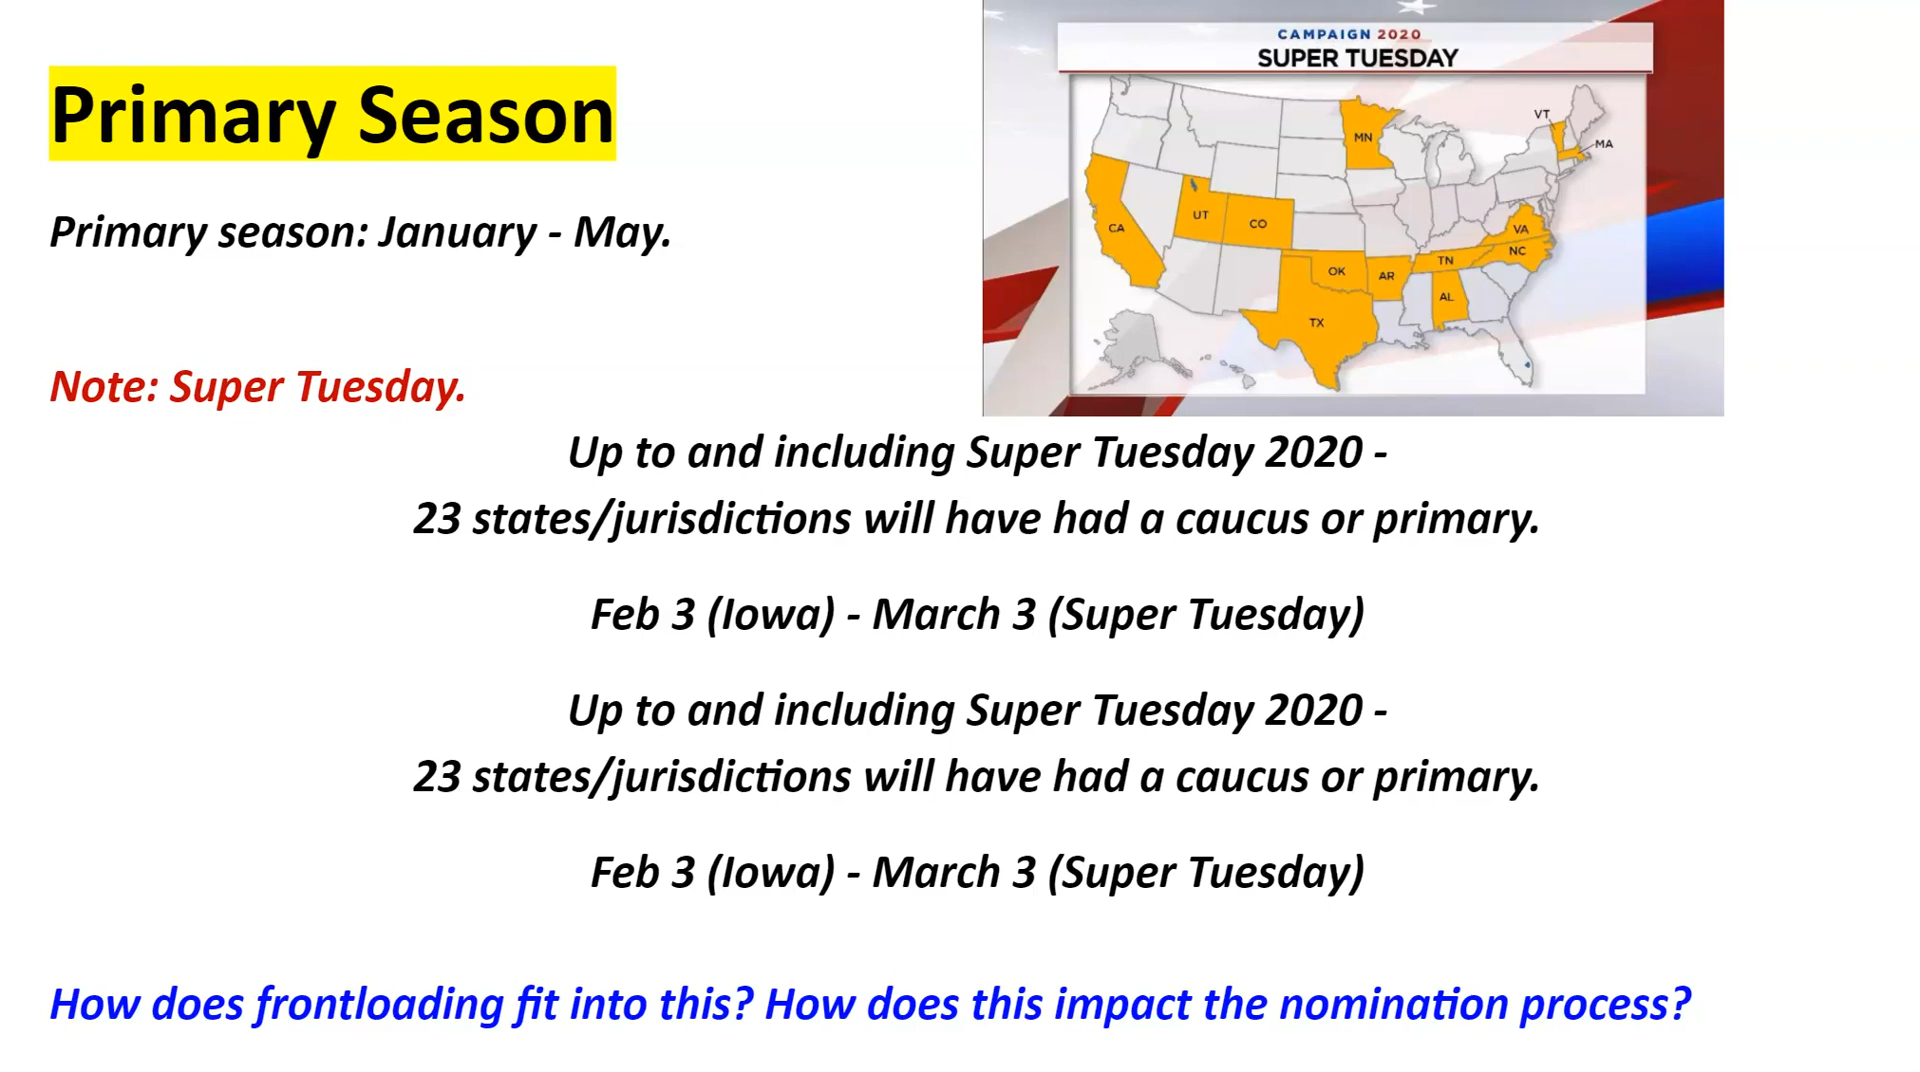 CAMPAIGN 2020
SUPER TUESDAY
Primary Season
VT
MN
MA
Primary season: January - May.
UT
CA
CO
VA
NC
TN
OK
AR
AL
TX
Note: Super Tuesday.
Up to and including Super Tuesday 2020 -
23 states/jurisdictions will have had a caucus or primary.
Feb 3 (Iowa) - March 3 (Super Tuesday)
Up to and including Super Tuesday 2020 -
23 states/jurisdictions will have had a caucus or primary.
Feb 3 (Iowa) - March 3 (Super Tuesday)
How does frontloading fit into this? How does this impact the nomination process?